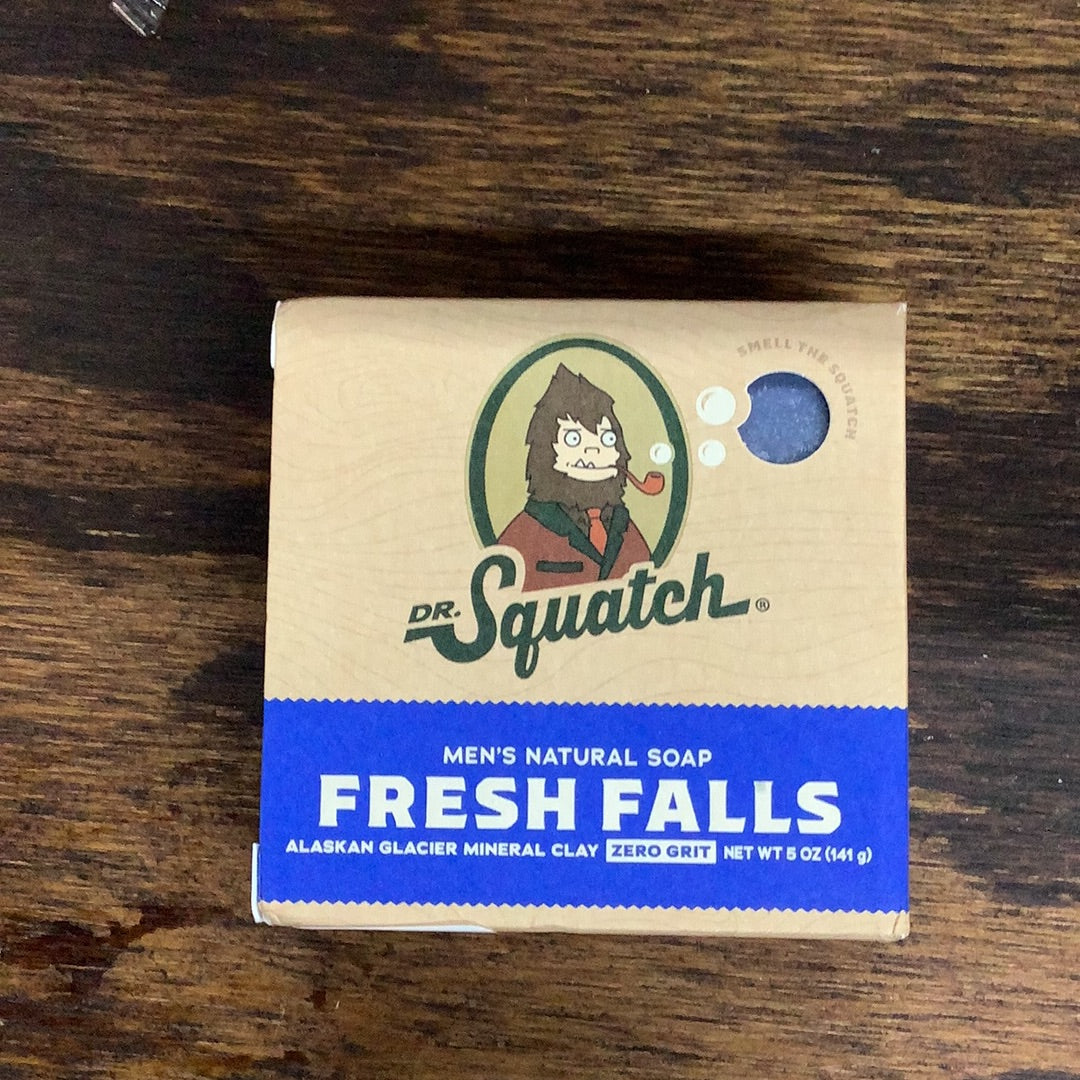 SMELL THE SQUATCH
DR. Squatch®
MEN'S NATURAL SOAP
FRESH FALLS
ALASKAN GLACIER MINERAL CLAY ZERO GRIT NET WT 5 OZ (141 g)